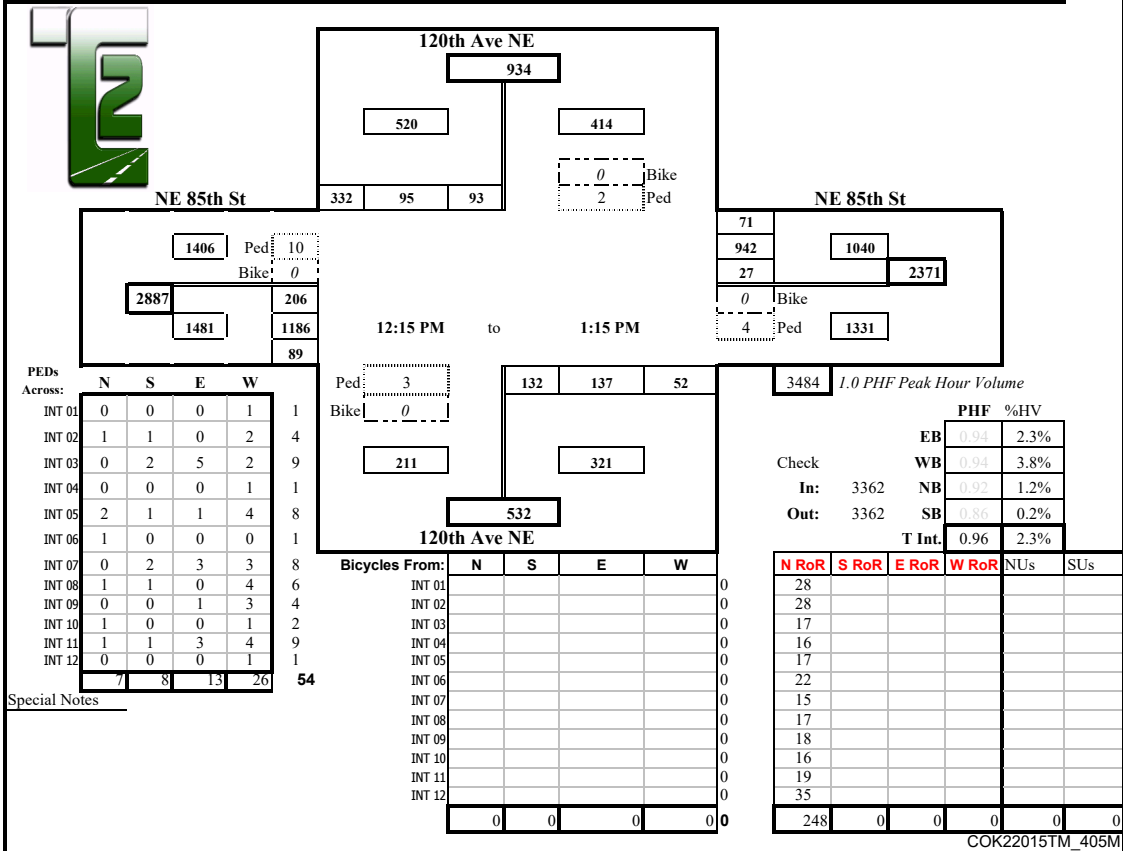 T2
120th Ave NE
934
520 414
0 Bike
2 Ped
NE 85th St 332 95 93 NE 85th St
71
1406 Ped 10 942 1040
Bike 0 27 2371
2887 206 0 Bike
1481 1186 12:15 PM to 1:15 PM 4 Ped 1331
89
PEDs
Across: N S E W Ped 3 132 137 52 3484 1.0 PHF Peak Hour Volume
INT 01 0 0 0 1 1 Bike 0 PHF %HV
INT 02 1 1 0 2 4 EB 0.94 2.3%
INT 03 0 2 5 2 9 211 321 Check WB 0.94 3.8%
INT 04 0 0 0 1 1 In: 3362 NB 0.92 1.2%
INT 05 2 1 1 4 8 532 Out: 3362 SB 0.86 0.2%
INT 06 1 0 0 0 1 120th Ave NE T Int. 0.96 2.3%
INT 07 0 2 3 3 8 Bicycles From: N S E W N RoR S RoR E RoR W RoR NUs SUs
INT 08 1 1 0 4 6 INT 01 0 28
INT 09 0 0 1 3 4 INT 02 0 28
INT 10 1 0 0 1 2 INT 03 0 17
INT 11 1 1 3 4 9 INT 04 0 16
INT 12 0 0 0 1 1 INT 05 0 17
7 8 13 26 54 INT 06 0 22
Special Notes INT 07 0 15
INT 08 0 17
INT 09 0 18
INT 10 0 16
INT 11 0 19
INT 12 0 35
0 0 0 0 0 248 0 0 0 0 0
COK22015TM_405M